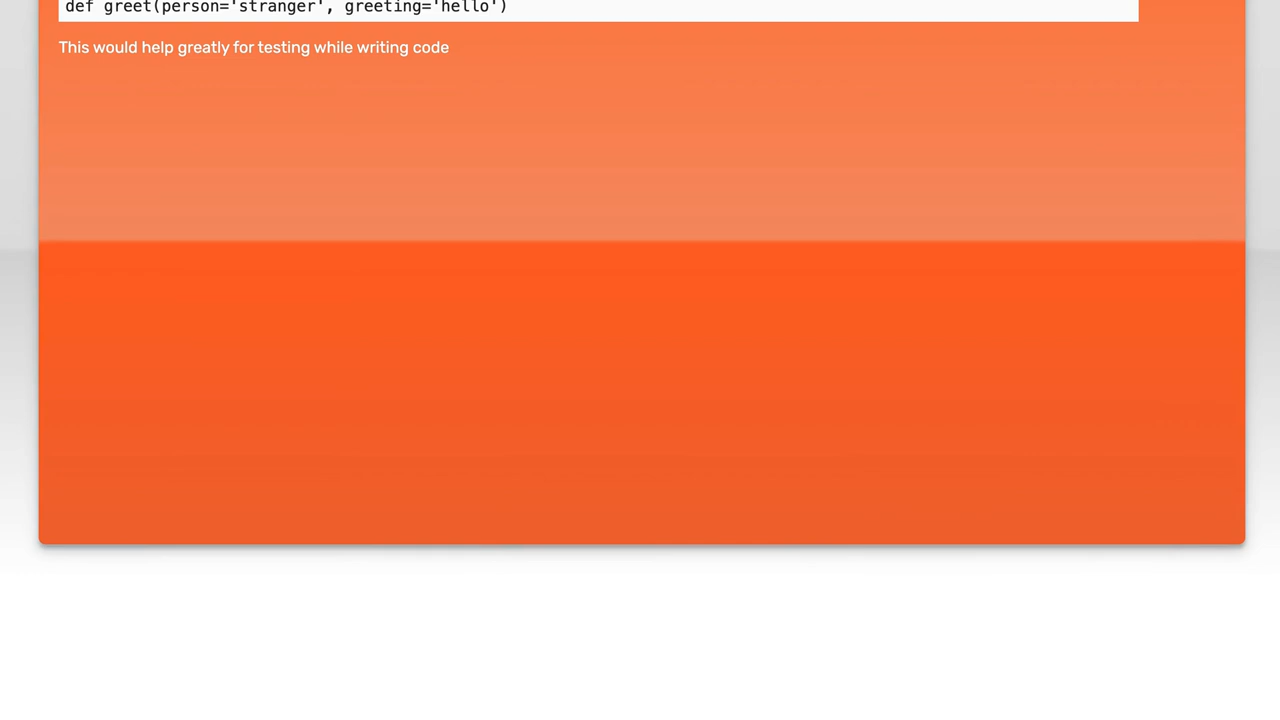 def greet(person='stranger', greeting='hello')
This would help greatly for testing while writing code